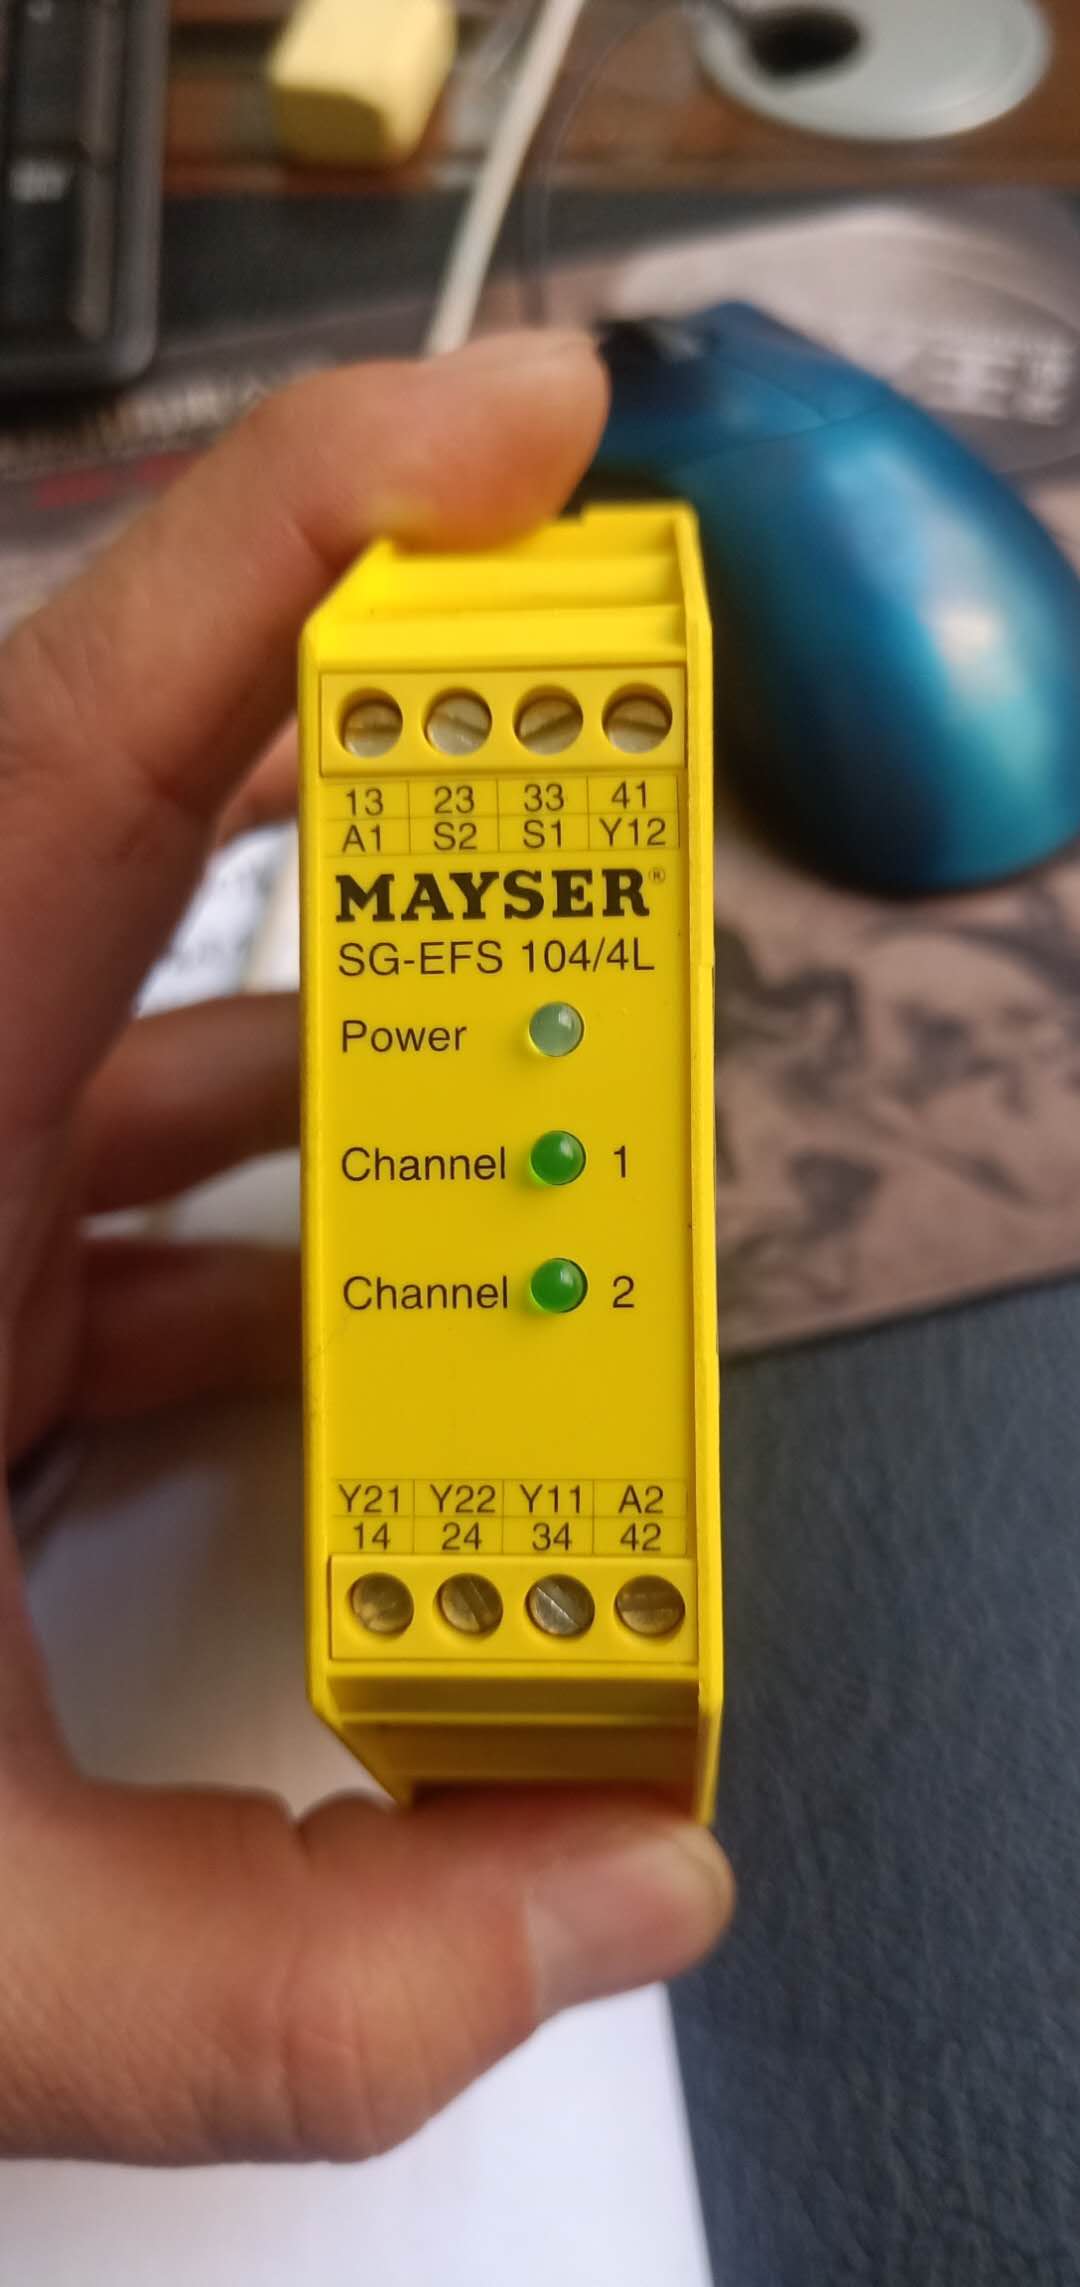 13 23 33 41
A1 S2 S1 Y12
MAYSER®
SG-EFS 104/4L
Power
Channel 1
Channel 2
Y21 Y22 Y11 A2
14 24 34 42